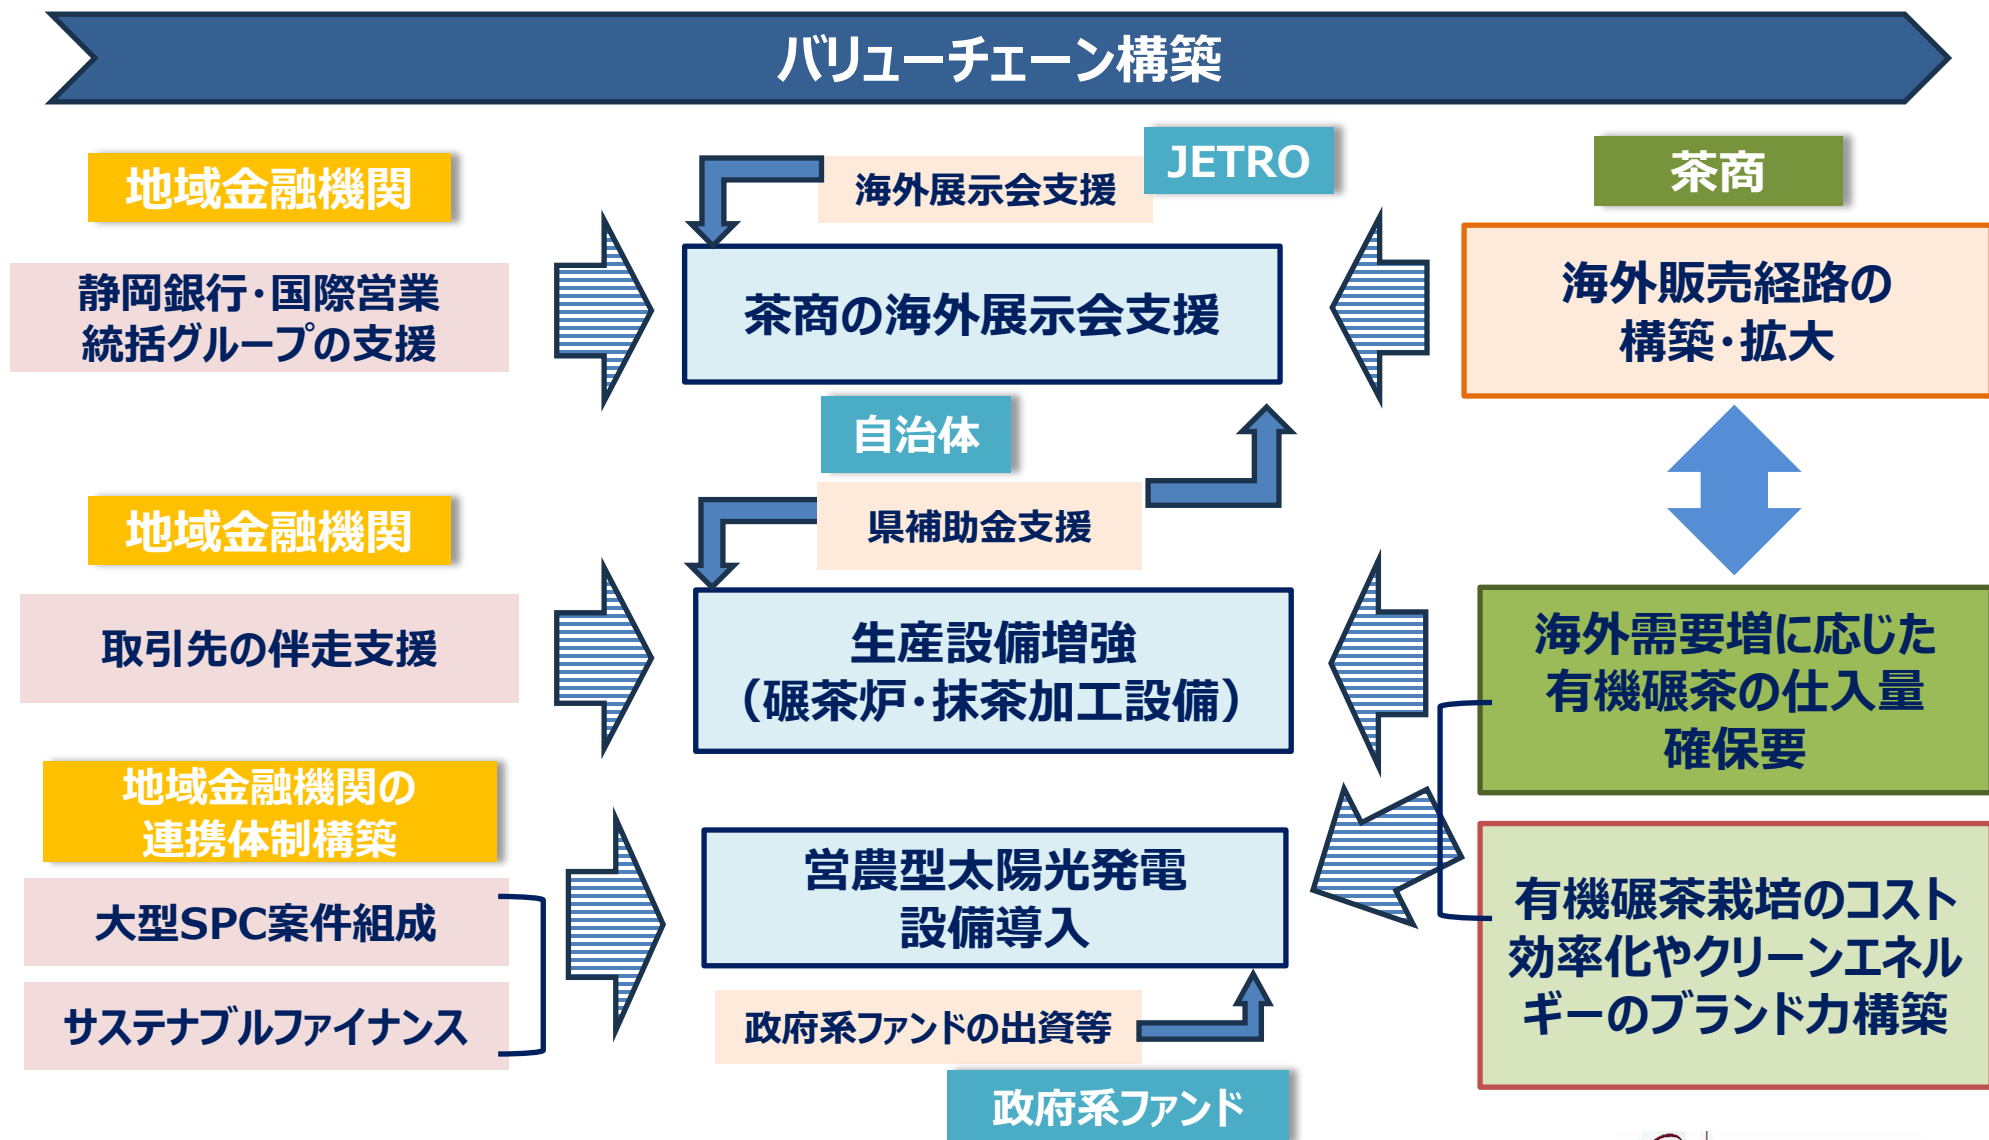 バリューチェーン構築
地域金融機関
静岡銀行・国際営業
統括グループの支援
海外展示会支援
JETRO
茶商の海外展示会支援
茶商
海外販売経路の
構築・拡大
自治体
県補助金支援
地域金融機関
取引先の伴走支援
生産設備増強
（碾茶炉・抹茶加工設備）
海外需要増に応じた
有機碾茶の仕入量
確保要
地域金融機関の
連携体制構築
大型SPC案件組成
サステナブルファイナンス
営農型太陽光発電
設備導入
政府系ファンドの出資等
政府系ファンド
有機碾茶栽培のコスト
効率化やクリーンエネル
ギーのブランド力構築